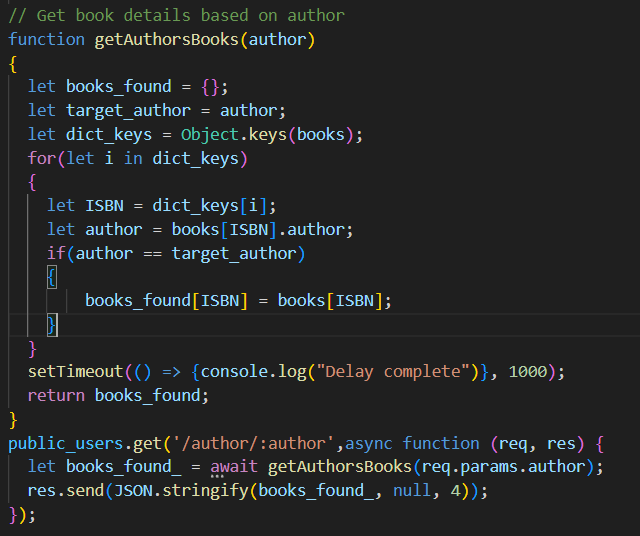 // Get book details based on author
function getAuthorsBooks(author)
{
  let books_found = {};
  let target_author = author;
  let dict_keys = Object.keys(books);
  for(let i in dict_keys)
  {
    let ISBN = dict_keys[i];
    let author = books[ISBN].author;
    if(author == target_author)
    {
        books_found[ISBN] = books[ISBN];
    }
  }
  setTimeout(() => {console.log("Delay complete")}, 1000);
  return books_found;
}
public_users.get('/author/:author',async function (req, res) {
  let books_found_ = await getAuthorsBooks(req.params.author);
  res.send(JSON.stringify(books_found_, null, 4));
});